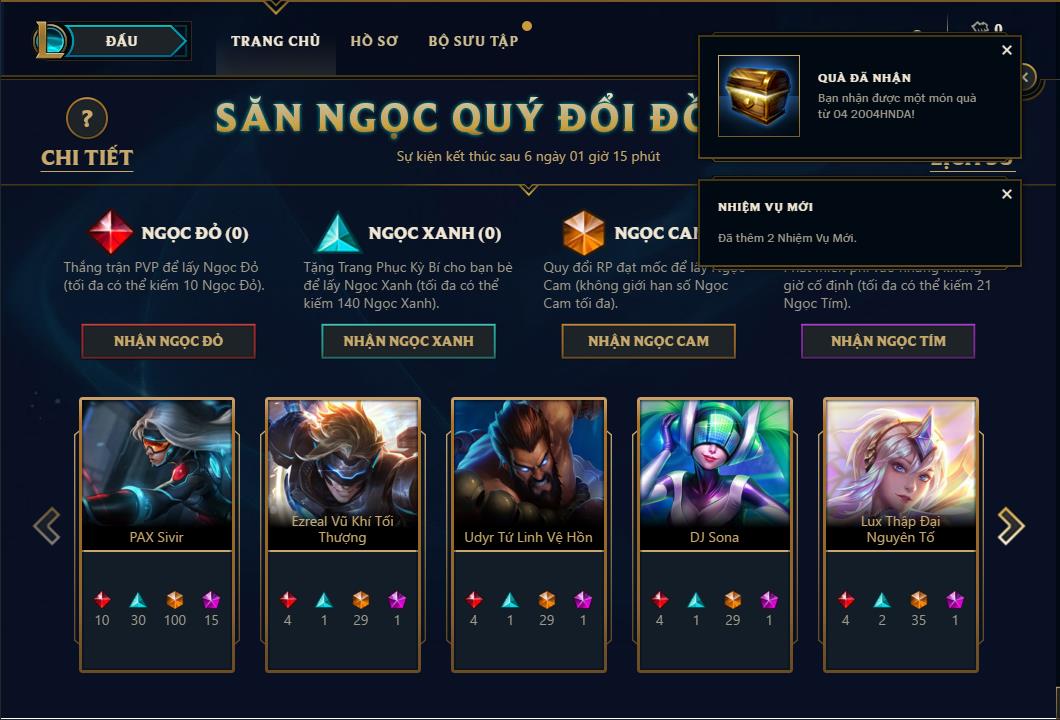 ĐẤU
TRANG CHỦ
HỒ SƠ
BỘ SƯU TẬP
0
QUÀ ĐÃ NHẬN
Bạn nhận được một món quà
từ 04 2004HNDA!
?
CHI TIẾT
SĂN NGỌC QUÝ ĐỔI
Sự kiện kết thúc sau 6 ngày 01 giờ 15 phút
NHIỆM VỤ MỚI
Đã thêm 2 Nhiệm Vụ Mới.
NGỌC ĐỎ (0)
Thắng trận PVP để lấy Ngọc Đỏ
(tối đa có thể kiếm 10 Ngọc Đỏ).
NHẬN NGỌC ĐỎ
NGỌC XANH (0)
Tặng Trang Phục Kỳ Bí cho bạn bè
để lấy Ngọc Xanh (tối đa có thể
kiếm 140 Ngọc Xanh).
NHẬN NGỌC XANH
NGỌC
Quy đổi RP đạt mốc để lấy Ngọc
Cam (không giới hạn số Ngọc
Cam tối đa).
NHẬN NGỌC CAM
giờ cố định (tối đa có thể kiếm 21
Ngọc Tím).
NHẬN NGỌC TÍM
PAX Sivir
10 30 100 15
Ezreal Vũ Khí Tối
Thượng
4 1 29 1
Udyr Tứ Linh Vệ Hồn
4 1 29 1
DJ Sona
4 1 29 1
Lux Thập Đại
Nguyên Tố
4 2 35 1